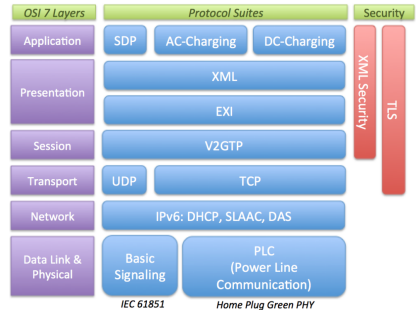 OSI 7 Layers
Protocol Suites
Security
Application
SDP
AC-Charging
DC-Charging
XML Security
TLS
Presentation
XML
EXI
Session
V2GTP
Transport
UDP
TCP
Network
IPv6: DHCP, SLAAC, DAS
Data Link &
Physical
Basic
Signaling
PLC
(Power Line
Communication)
IEC 61851
Home Plug Green PHY